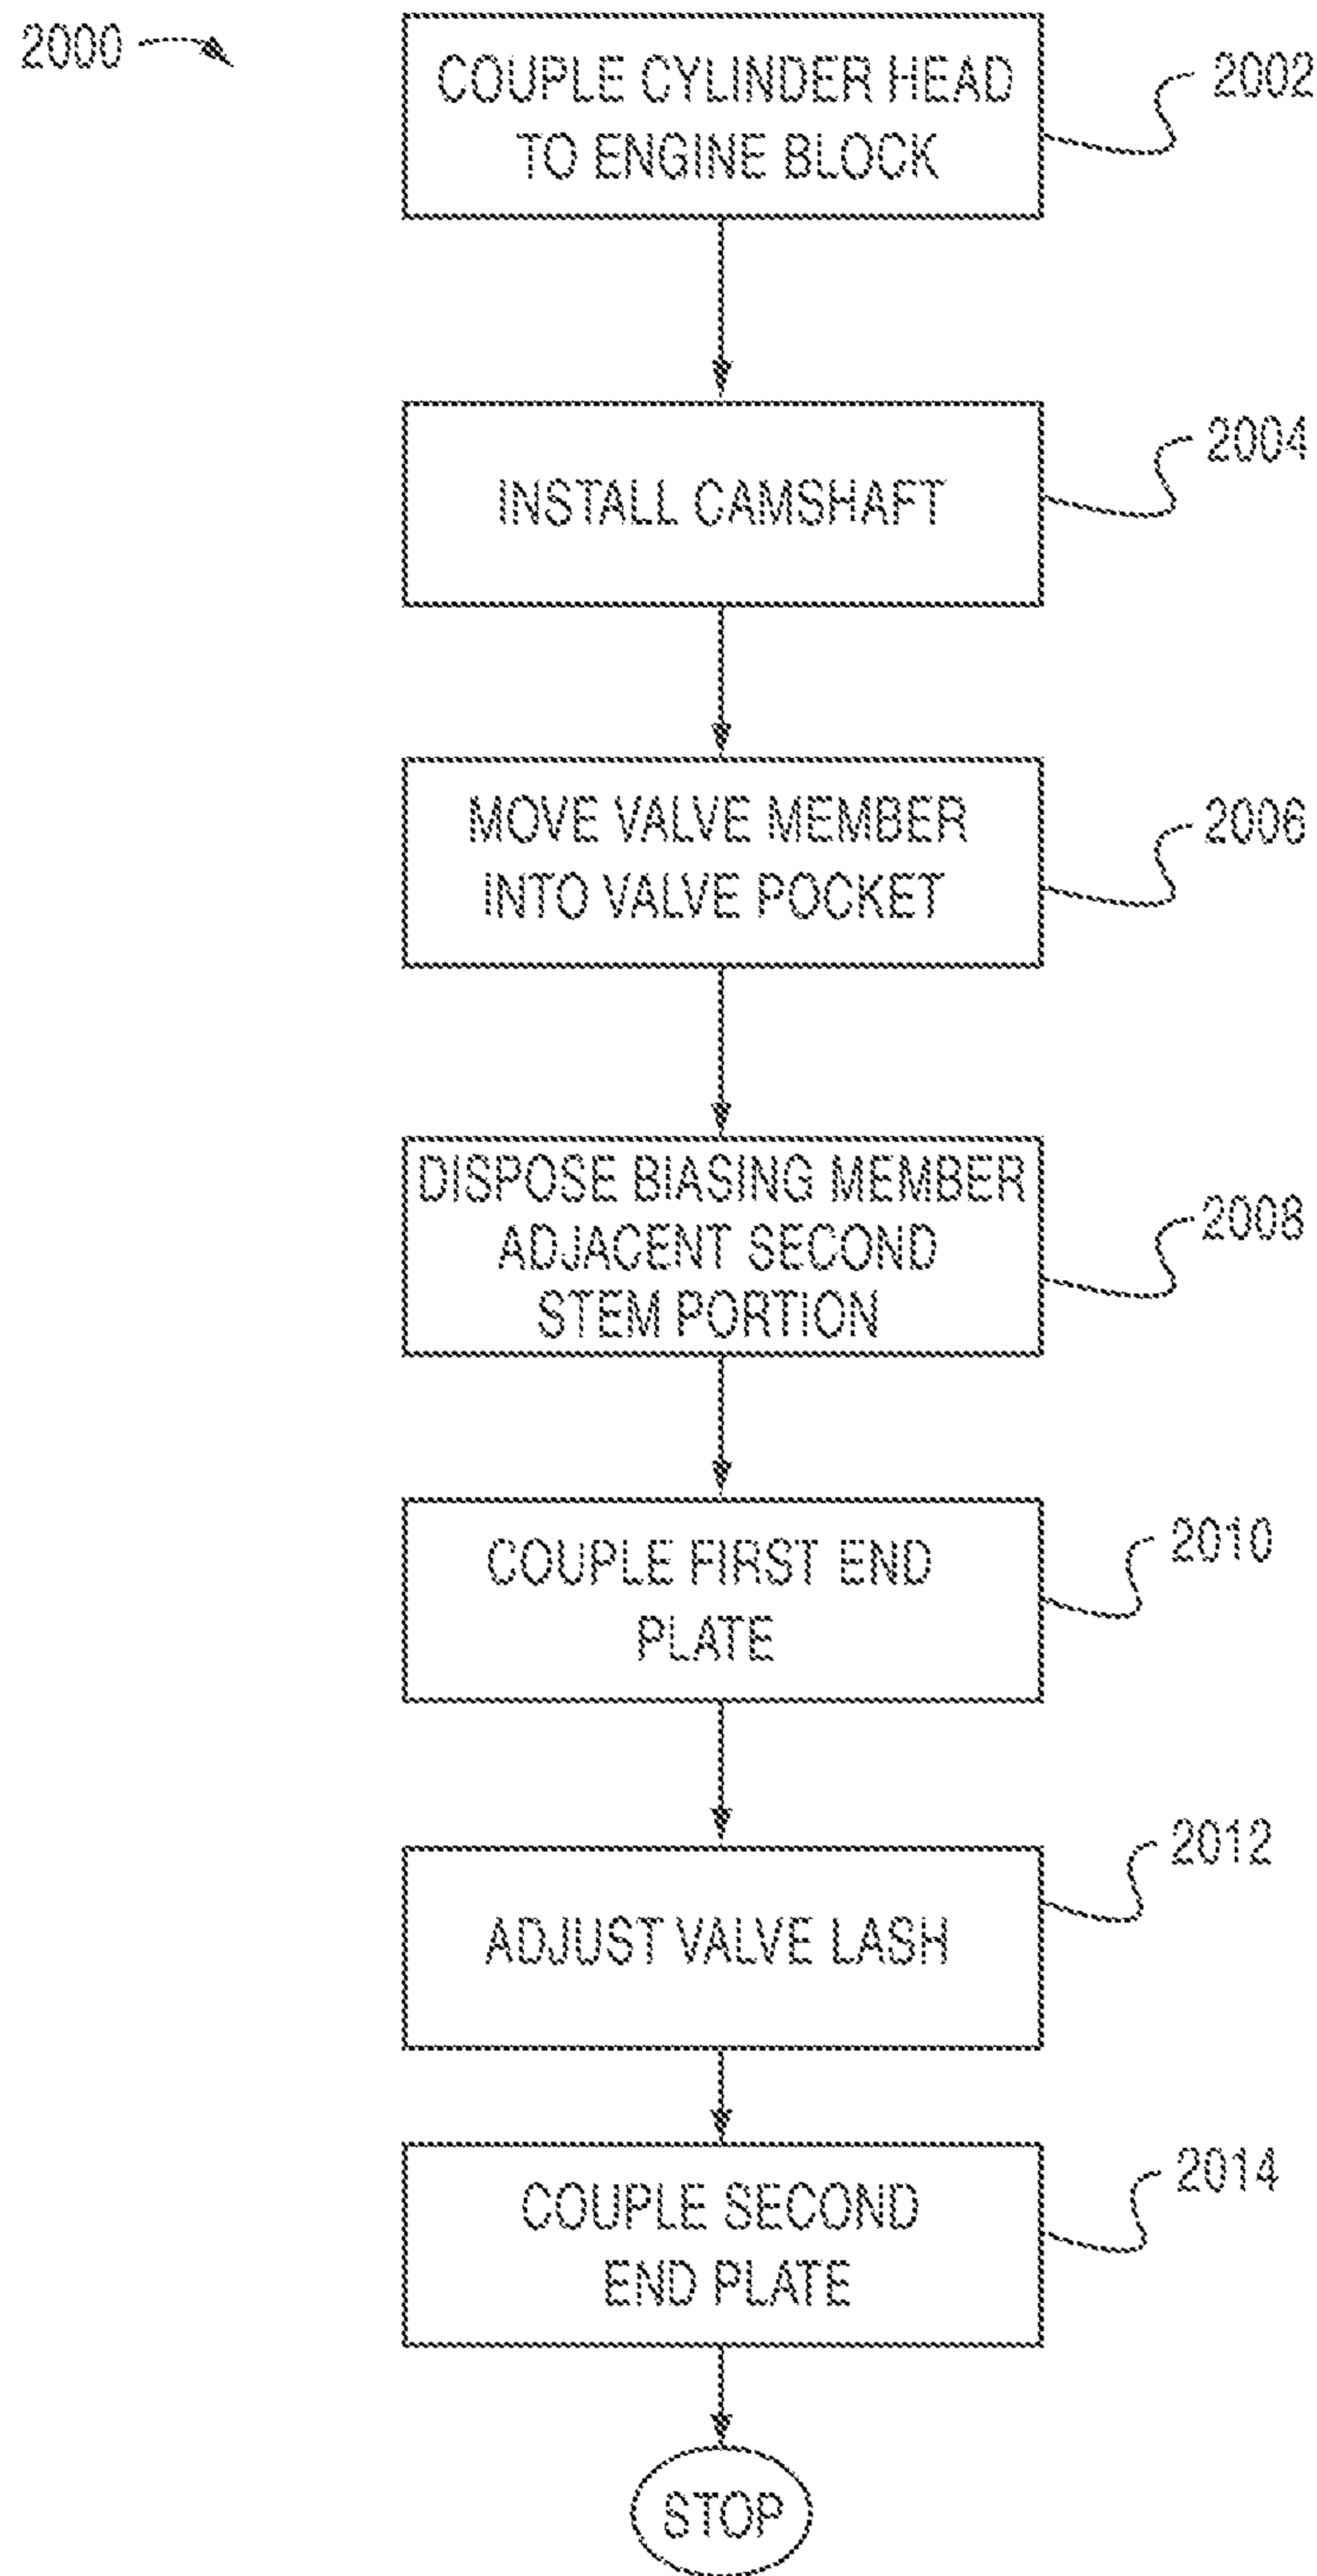 2000
COUPLE CYLINDER HEAD
TO ENGINE BLOCK
2002
INSTALL CAMSHAFT
2004
MOVE VALVE MEMBER
INTO VALVE POCKET
2006
DISPOSE BIASING MEMBER
ADJACENT SECOND
STEM PORTION
2008
COUPLE FIRST END
PLATE
2010
ADJUST VALVE LASH
2012
COUPLE SECOND
END PLATE
2014
STOP